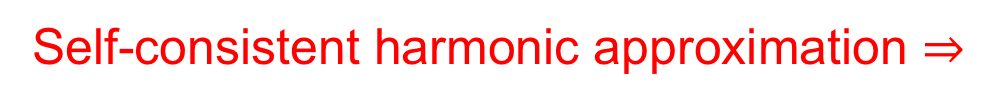 Self-consistent harmonic approximation ⇒